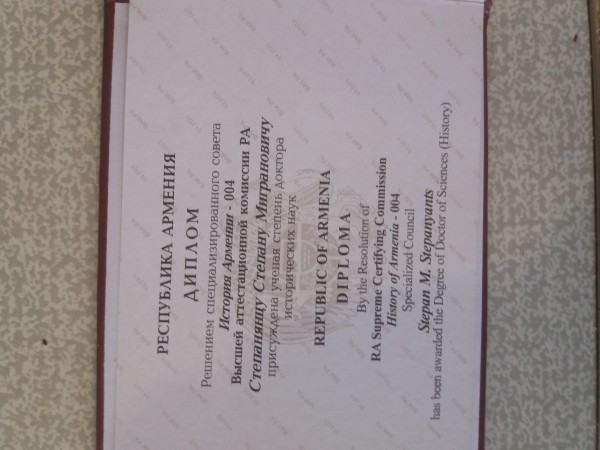 РЕСПУБЛИКА АРМЕНИЯ
ДИПЛОМ
Решением специализированного совета
История Армении - 004
Высшей аттестационной комиссии РА
Степанянцу Степану Миграновичу
присуждена ученая степень доктора
исторических наук
REPUBLIC OF ARMENIA
DIPLOMA
By the Resolution of
RA Supreme Certifying Commission
History of Armenia - 004
Specialized Council
Stepan M. Stepanyants
has been awarded the Degree of Doctor of Sciences (History)